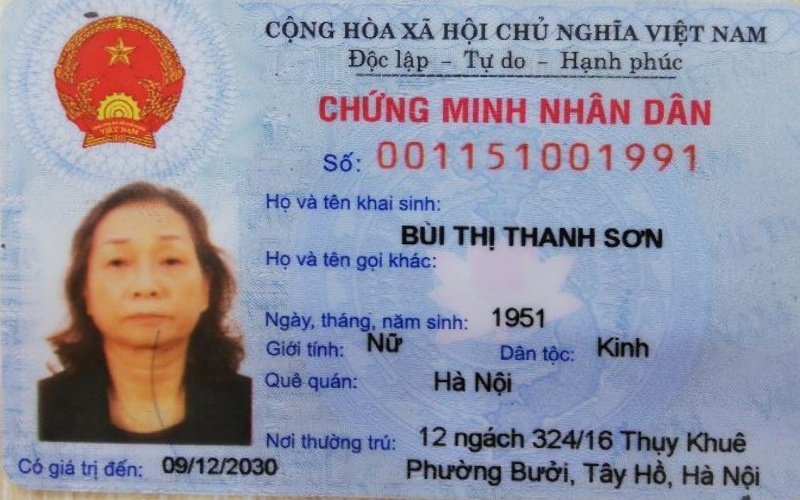 CỘNG HÒA XÃ HỘI CHỦ NGHĨA VIỆT NAM
Độc lập - Tự do - Hạnh phúc
CHỨNG MINH NHÂN DÂN
Số: 001151001991
Họ và tên khai sinh:
BÙI THỊ THANH SƠN
Họ và tên gọi khác:
Ngày, tháng, năm sinh: 1951
Giới tính: Nữ Dân tộc: Kinh
Quê quán: Hà Nội
Nơi thường trú: 12 ngách 324/16 Thụy Khuê
Phường Bưởi, Tây Hồ, Hà Nội
Có giá trị đến: 09/12/2030